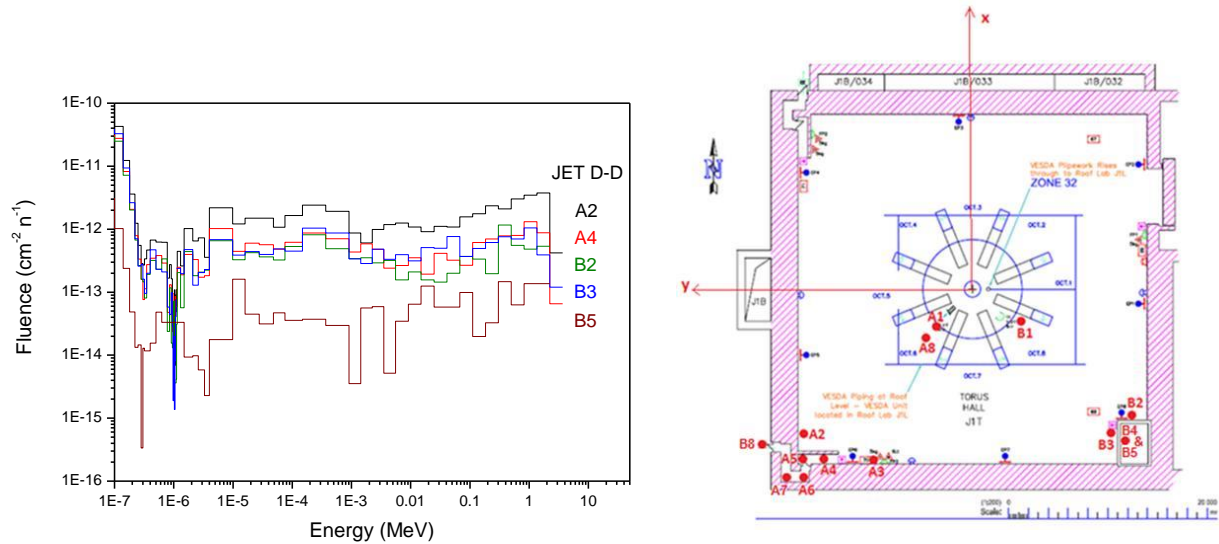 1E-10
1E-11
1E-12
1E-13
1E-14
1E-15
1E-16
Fluence (cm-2 n-1)
1E-7
1E-6
1E-5
1E-4
1E-3
0.01
0.1
1
10
Energy (MeV)
JET D-D
A2
A4
B2
B3
B5
x
J1B/034
J1B/033
J1B/032
N
VESDA Pipework Rises
through to Roof Lab J1L
ZONE 32
OCT.3
OCT.4
OCT.2
y
OCT.5
OCT.1
J1B
A1
A8
B1
OCT.6
OCT.8
OCT.7
VESDA Piping at Roof
Level – VESDA Unit
located in Roof Lab J1L
TORUS
HALL
J1T
B2
B3
B4
&
B5
B8
A2
A5
A4
A3
A7
A6
Scale:
0